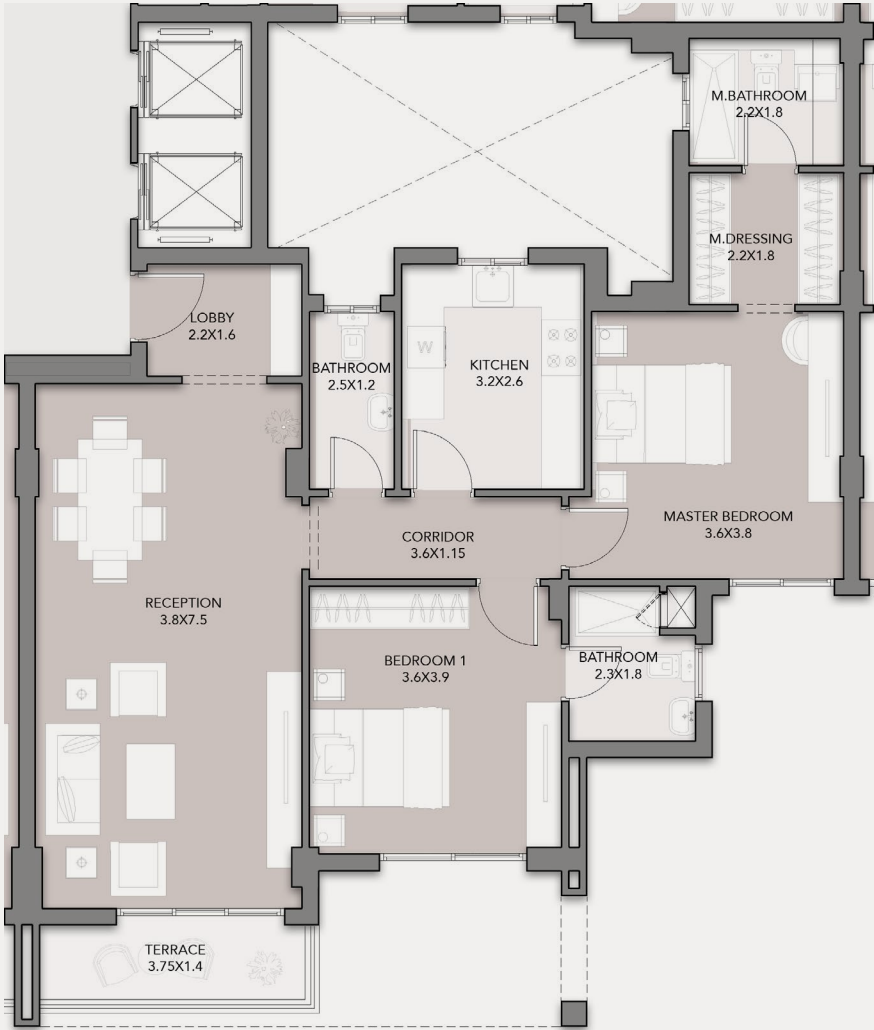 M.BATHROOM
2.2X1.8
M.DRESSING
2.2X1.8
LOBBY
2.2X1.6
BATHROOM
2.5X1.2
W
KITCHEN
3.2X2.6
MASTER BEDROOM
3.6X3.8
CORRIDOR
3.6X1.15
RECEPTION
3.8X7.5
BEDROOM 1
3.6X3.9
BATHROOM
2.3X1.8
TERRACE
3.75X1.4